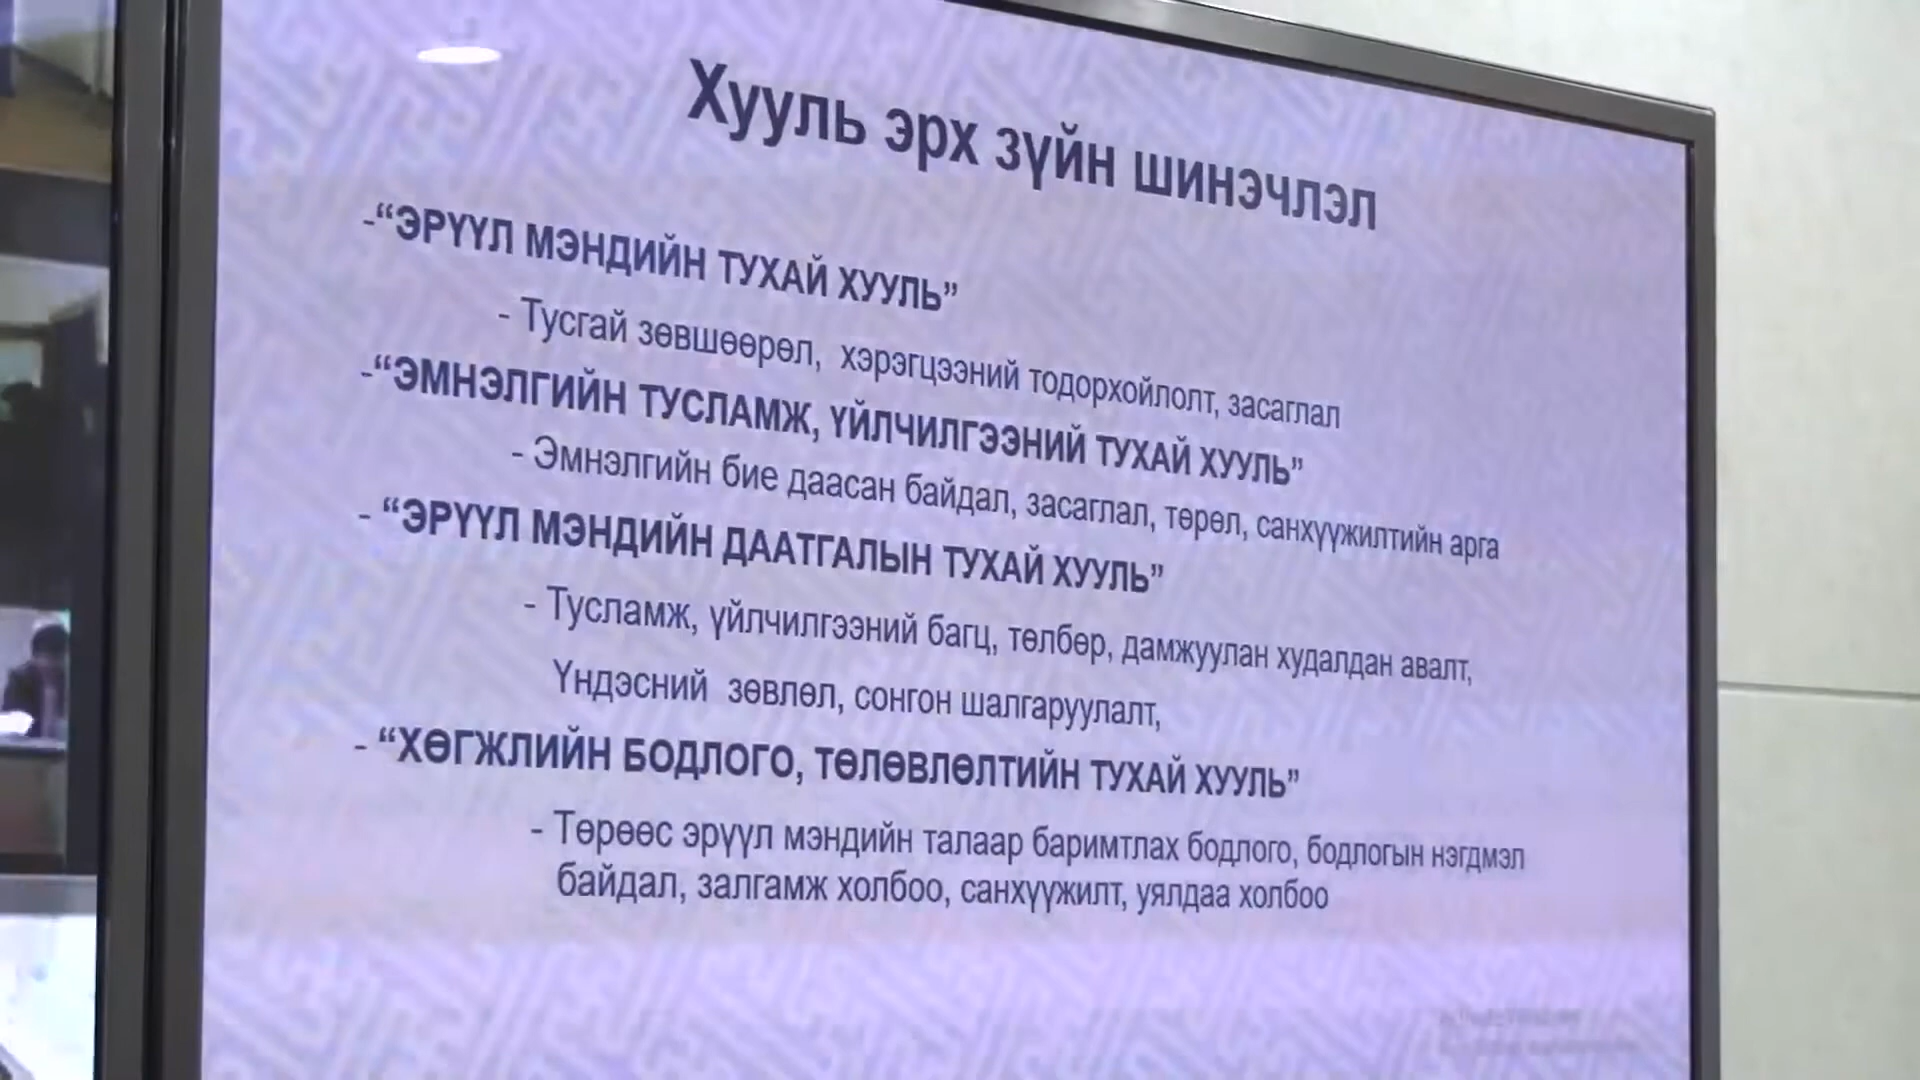 Хууль эрх зүйн шинэчлэл
-“ЭРҮҮЛ МЭНДИЙН ТУХАЙ ХУУЛЬ”
- Тусгай зөвшөөрөл, хэрэгцээний тодорхойлолт, засаглал
-“ЭМНЭЛГИЙН ТУСЛАМЖ, ҮЙЛЧИЛГЭЭНИЙ ТУХАЙ ХУУЛЬ”
- Эмнэлгийн бие даасан байдал, засаглал, төрөл, санхүүжилтийн арга
- “ЭРҮҮЛ МЭНДИЙН ДААТГАЛЫН ТУХАЙ ХУУЛЬ”
- Тусламж, үйлчилгээний багц, төлбөр, дамжуулан худалдан авалт,
Үндэсний зөвлөл, сонгон шалгаруулалт,
- “ХӨГЖЛИЙН БОДЛОГО, ТӨЛӨВЛӨЛТИЙН ТУХАЙ ХУУЛЬ”
- Төрөөс эрүүл мэндийн талаар баримтлах бодлого, бодлогын нэгдмэл
байдал, залгамж холбоо, санхүүжилт, уялдаа холбоо